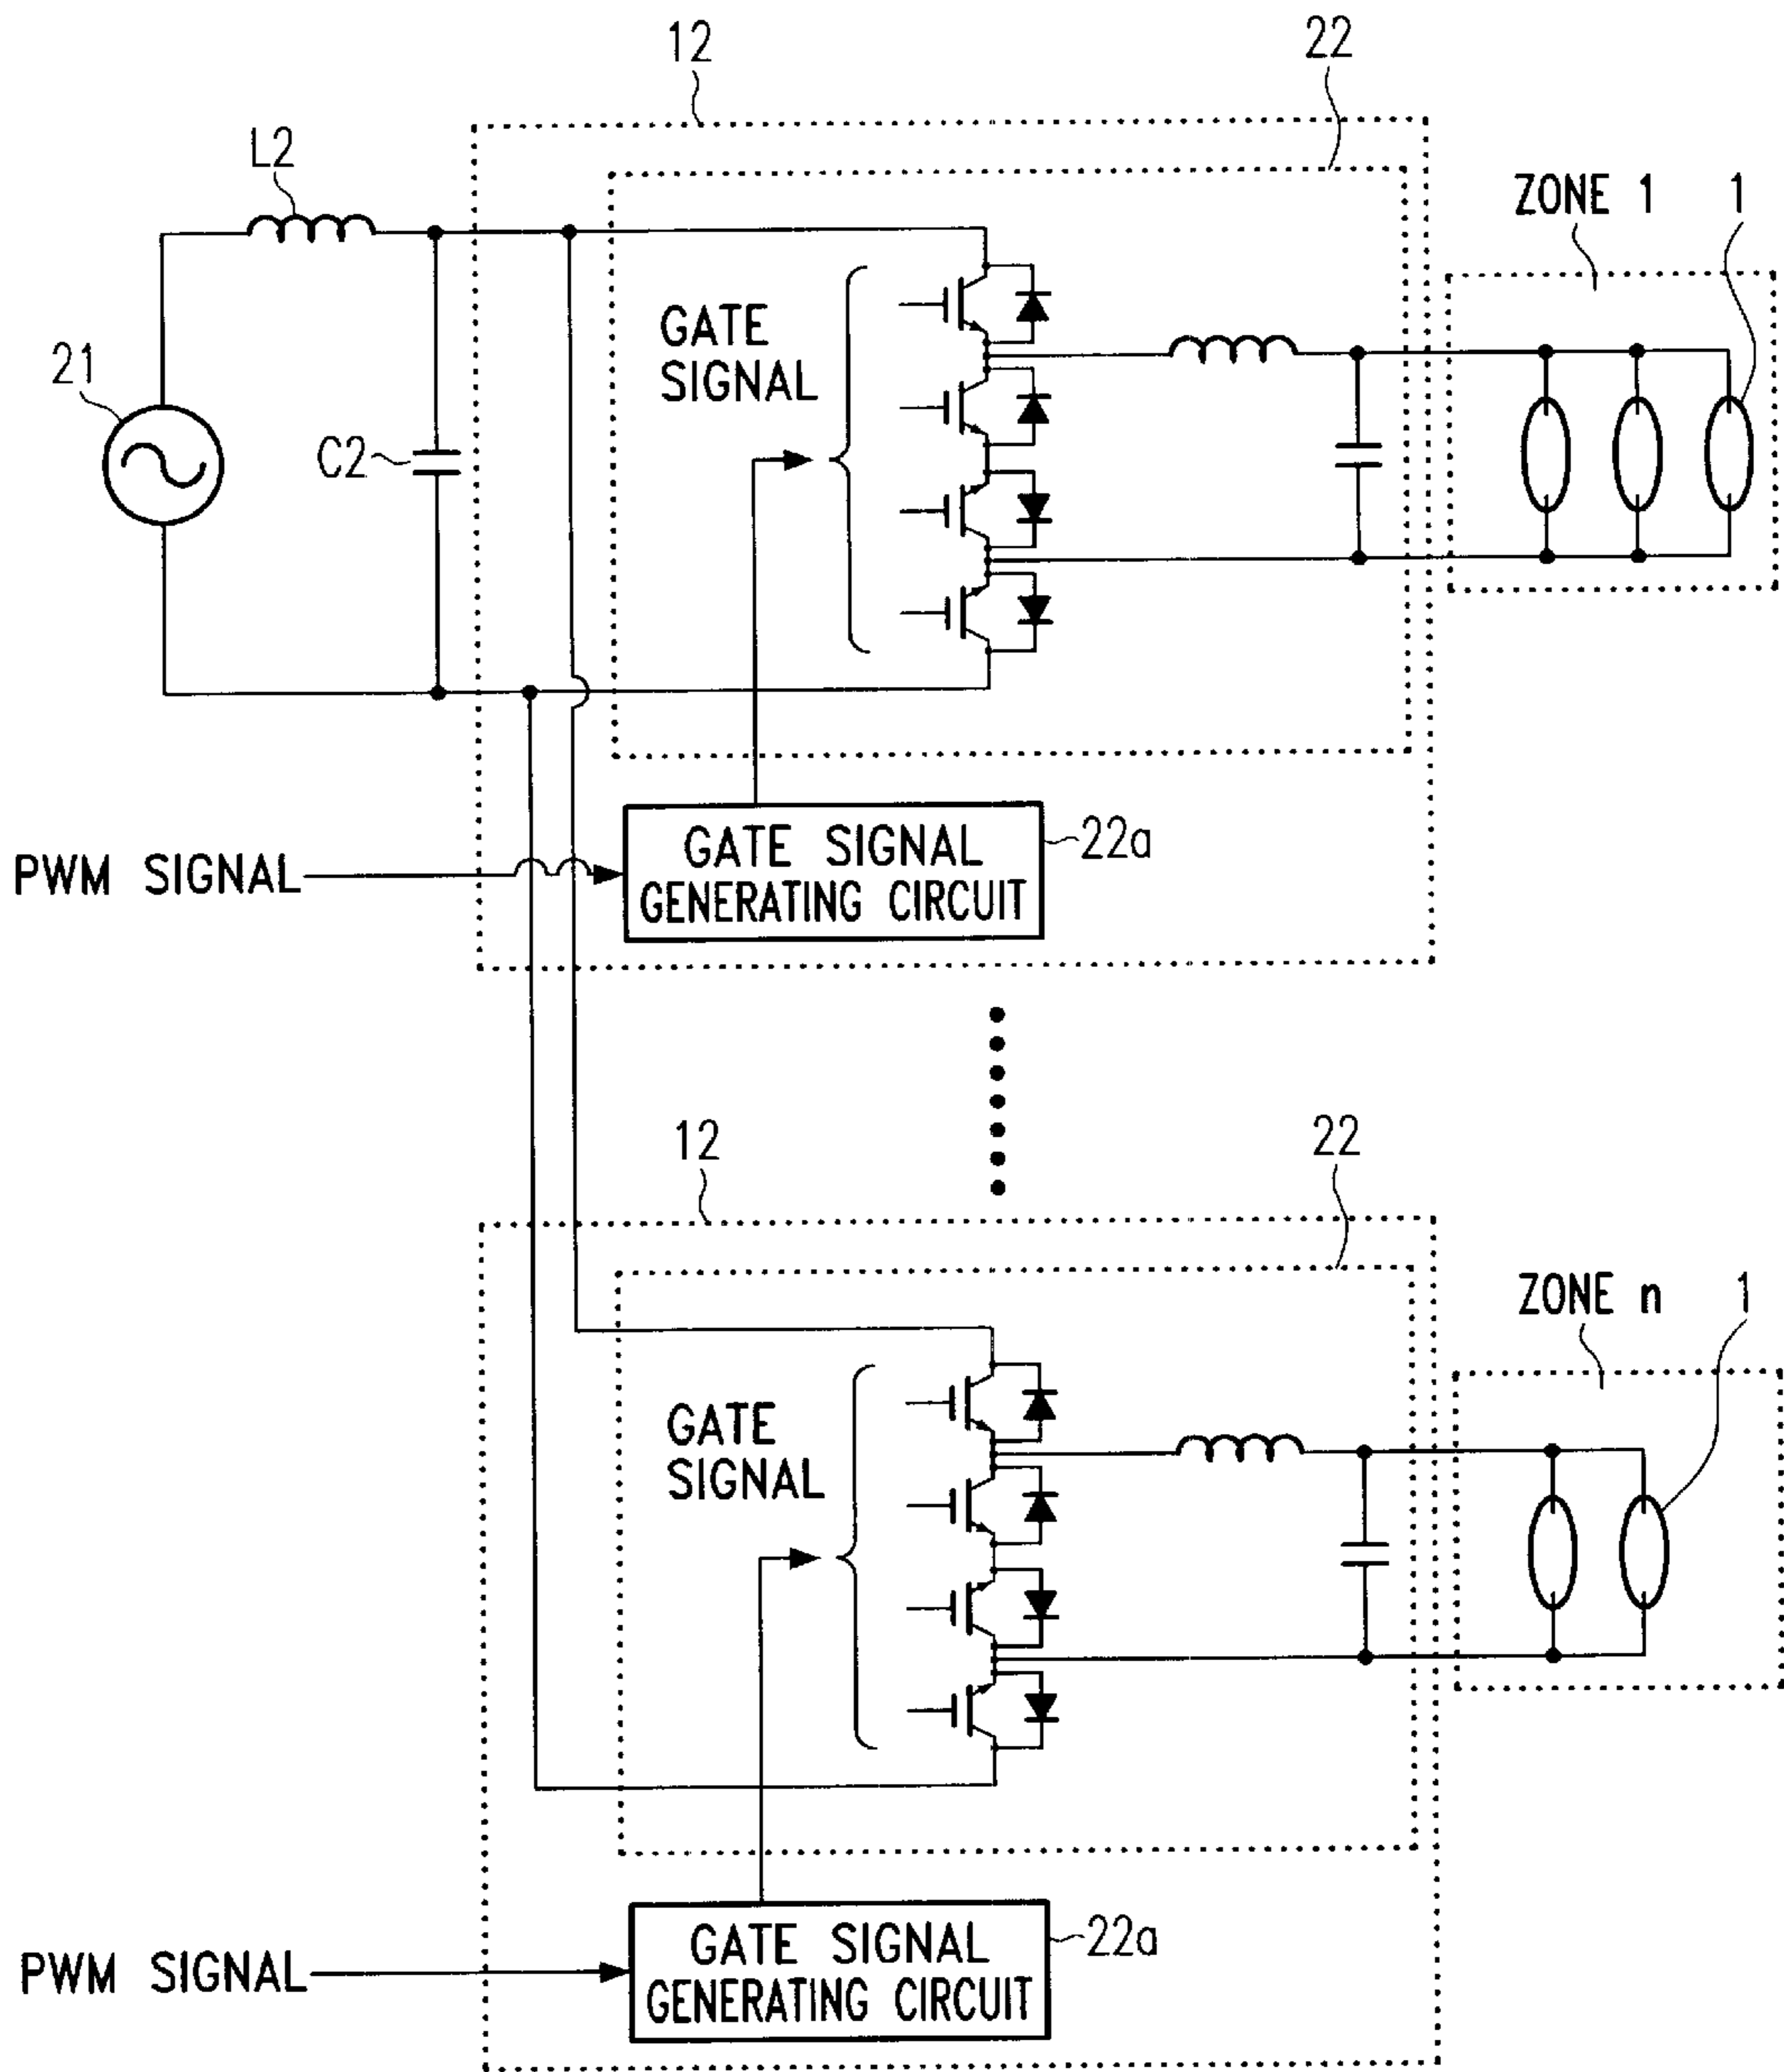 12
22
L2
ZONE 1
1
GATE
SIGNAL
21
C2
22a
GATE SIGNAL
GENERATING CIRCUIT
PWM SIGNAL
12
22
ZONE n
1
GATE
SIGNAL
22a
GATE SIGNAL
GENERATING CIRCUIT
PWM SIGNAL